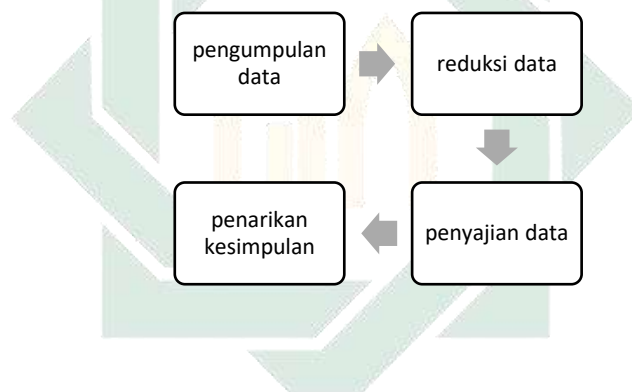 pengumpulan
data
reduksi data
penarikan
kesimpulan
penyajian data